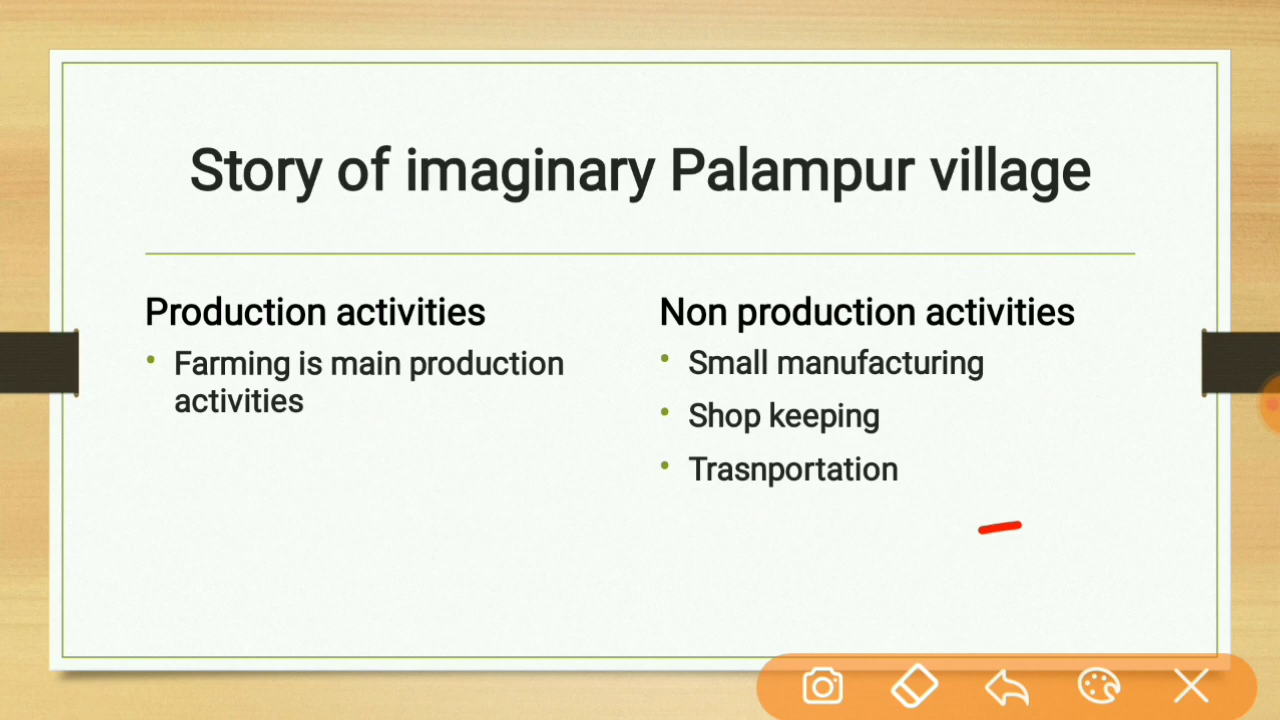 Story of imaginary Palampur village
Production activities
Farming is main production
activities
Non production activities
Small manufacturing
Shop keeping
Trasnportation